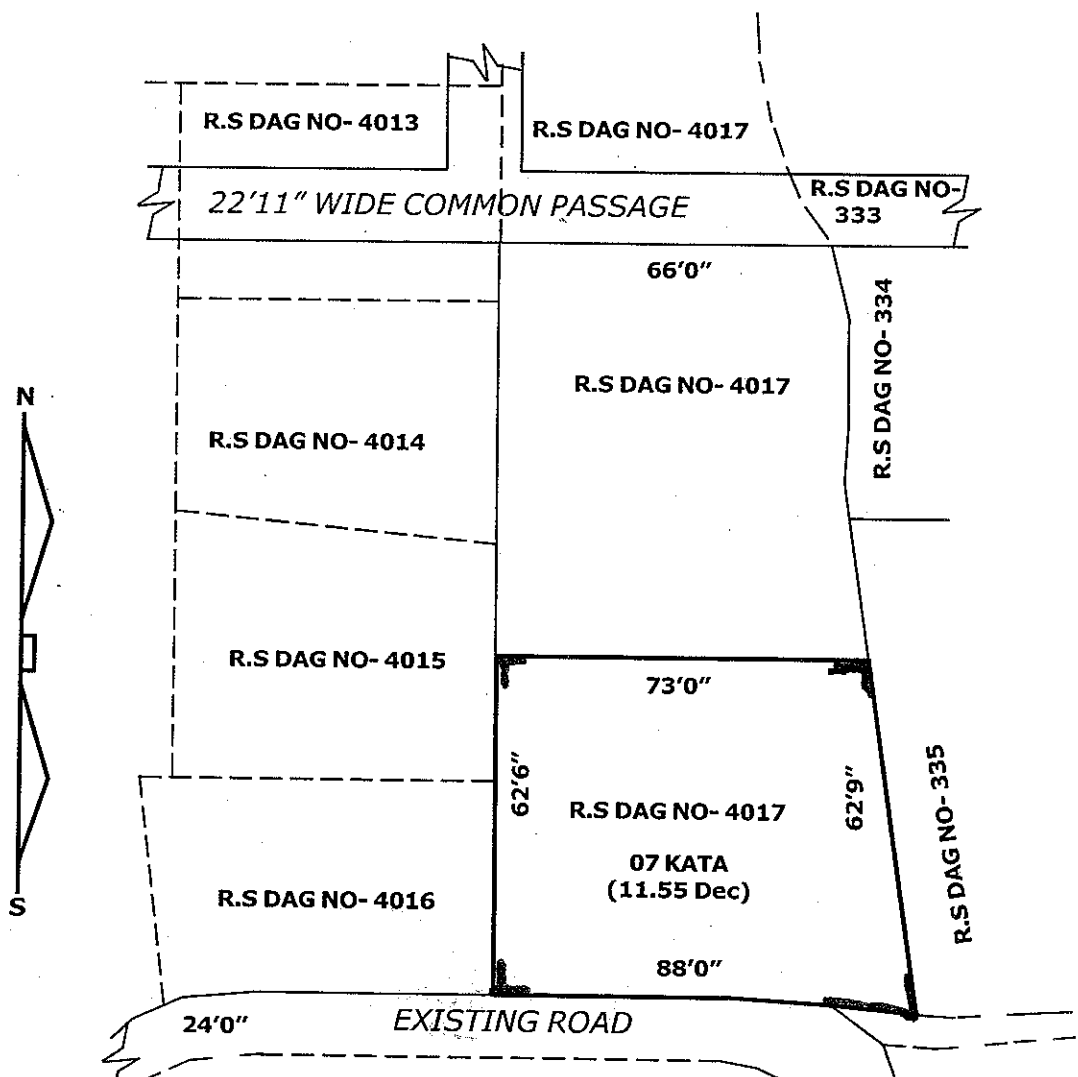 R.S DAG NO- 4013
R.S DAG NO- 4017
22'11" WIDE COMMON PASSAGE
R.S DAG NO-
333
66'0"
R.S DAG NO- 334
R.S DAG NO- 4017
N
R.S DAG NO- 4014
R.S DAG NO- 4015
73'0"
62'6"
62'9"
R.S DAG NO- 335
R.S DAG NO- 4017
07 KATA
(11.55 Dec)
R.S DAG NO- 4016
S
88'0"
24'0"
EXISTING ROAD